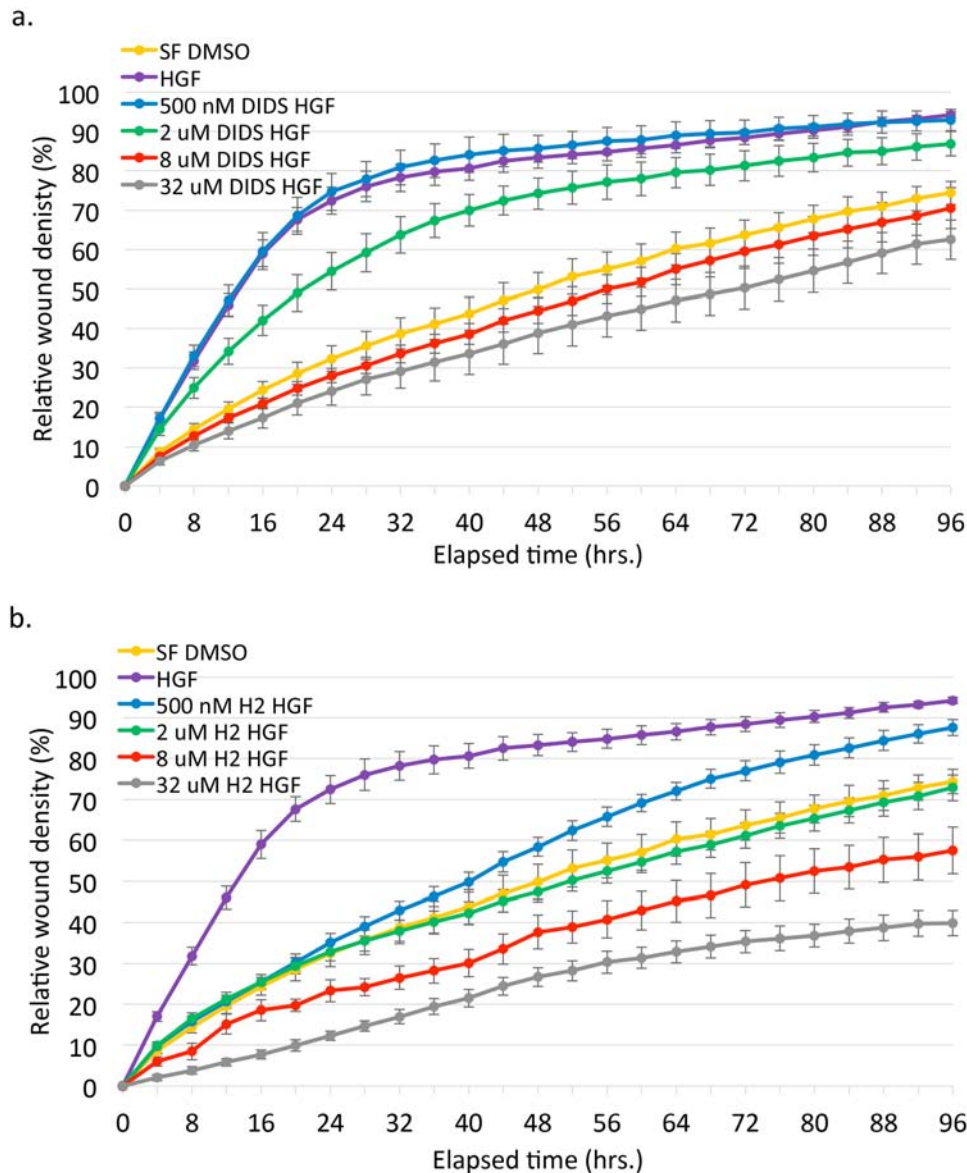 a.
SF DMSO
HGF
500 nM DIDS HGF
2 uM DIDS HGF
8 uM DIDS HGF
32 uM DIDS HGF
Relative wound denisty (%)
100
90
80
70
60
50
40
30
20
10
0
0 8 16 24 32 40 48 56 64 72 80 88 96
Elapsed time (hrs.)
b.
SF DMSO
HGF
500 nM H2 HGF
2 uM H2 HGF
8 uM H2 HGF
32 uM H2 HGF
Relative wound density (%)
100
90
80
70
60
50
40
30
20
10
0
0 8 16 24 32 40 48 56 64 72 80 88 96
Elapsed time (hrs.)